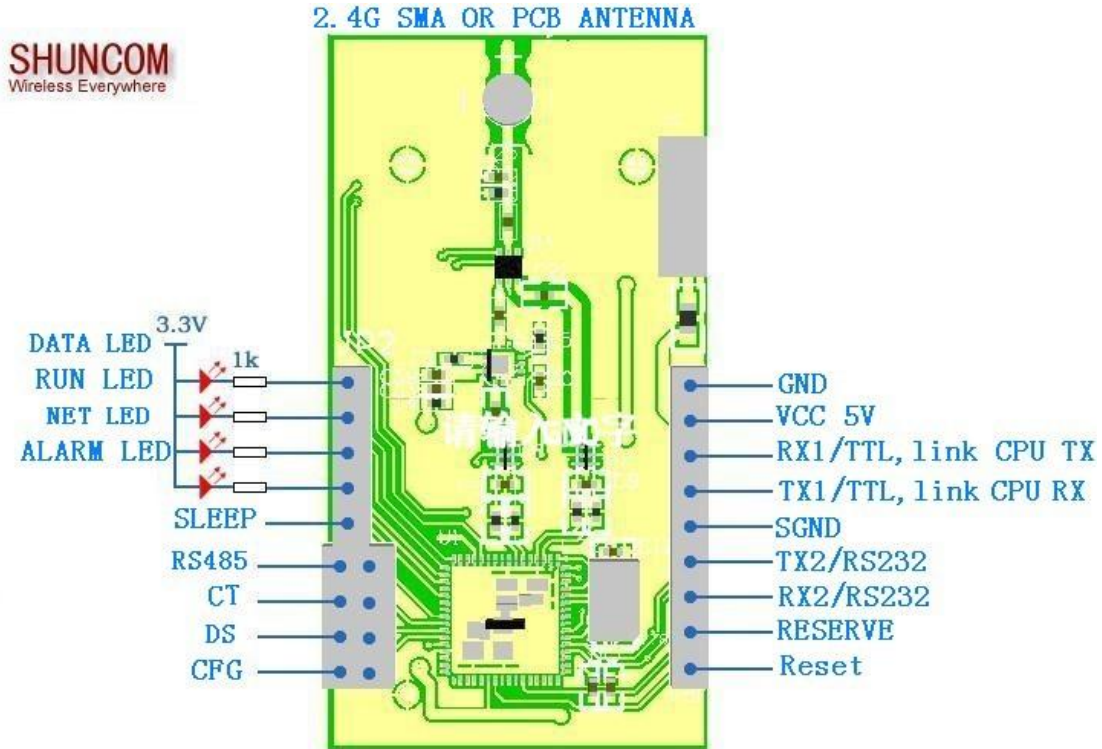 2.4G SMA OR PCB ANTENNA
SHUNCOM
Wireless Everywhere
3.3V
DATA LED
1k
RUN LED
NET LED
ALARM LED
SLEEP
RS485
CT
DS
CFG
GND
VCC 5V
RX1/TTL, link CPU TX
TX1/TTL, link CPU RX
SGND
TX2/RS232
RX2/RS232
RESERVE
Reset
U1